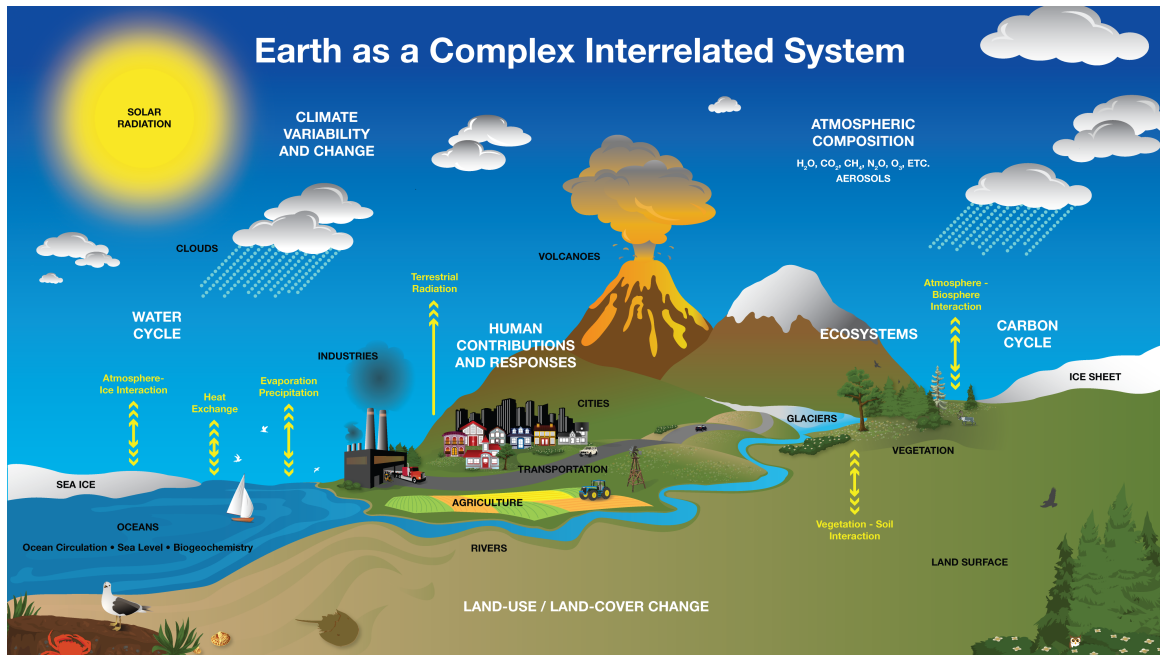 Earth as a Complex Interrelated System
SOLAR
RADIATION
CLIMATE
VARIABILITY
AND CHANGE
ATMOSPHERIC
COMPOSITION
H₂O, CO₂, CH₄, N₂O, O₃, ETC.
AEROSOLS
CLOUDS
VOLCANOES
Terrestrial
Radiation
Atmosphere -
Biosphere
Interaction
WATER
CYCLE
HUMAN
CONTRIBUTIONS
AND RESPONSES
ECOSYSTEMS
CARBON
CYCLE
INDUSTRIES
Atmosphere-
Ice Interaction
Heat
Exchange
Evaporation
Precipitation
ICE SHEET
CITIES
GLACIERS
VEGETATION
TRANSPORTATION
SEA ICE
AGRICULTURE
OCEANS
Ocean Circulation • Sea Level • Biogeochemistry
RIVERS
Vegetation - Soil
Interaction
LAND SURFACE
LAND-USE / LAND-COVER CHANGE